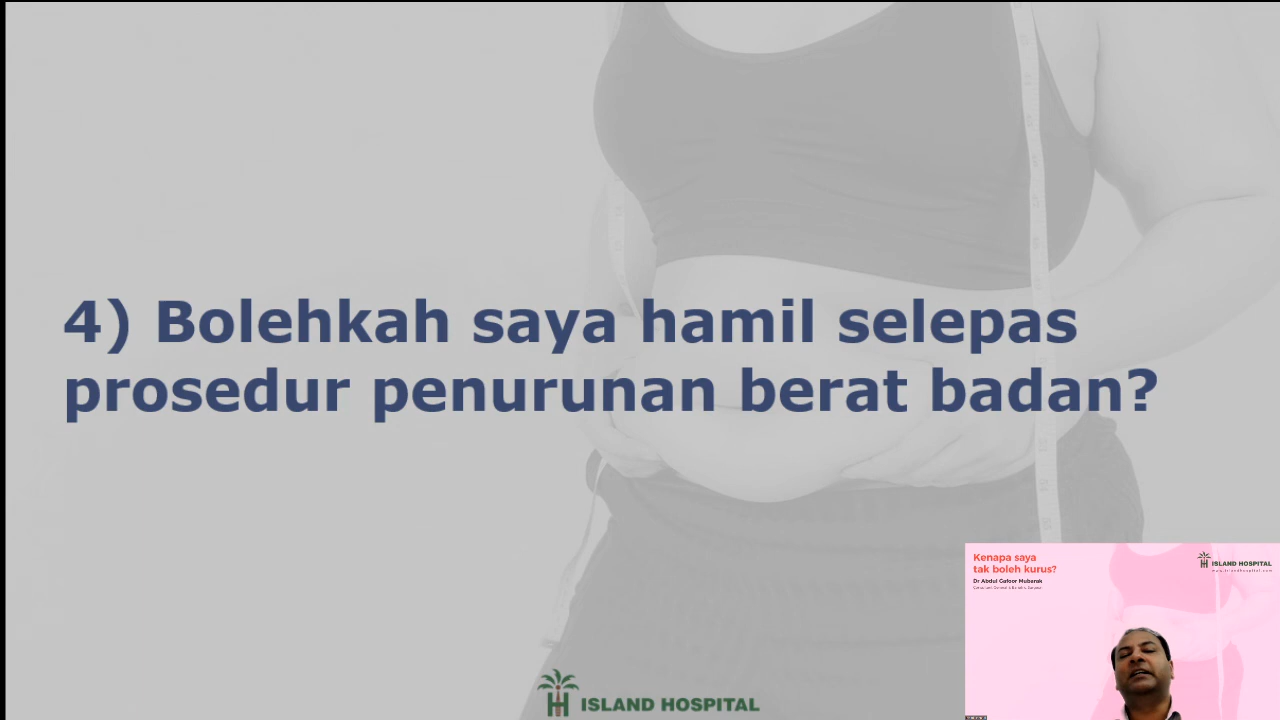 4) Bolehkah saya hamil selepas
prosedur penurunan berat badan?
Kenapa saya
tak boleh kurus?
Dr Abdul Gafoor Mubarak
ISLAND HOSPITAL
ISLAND HOSPITAL